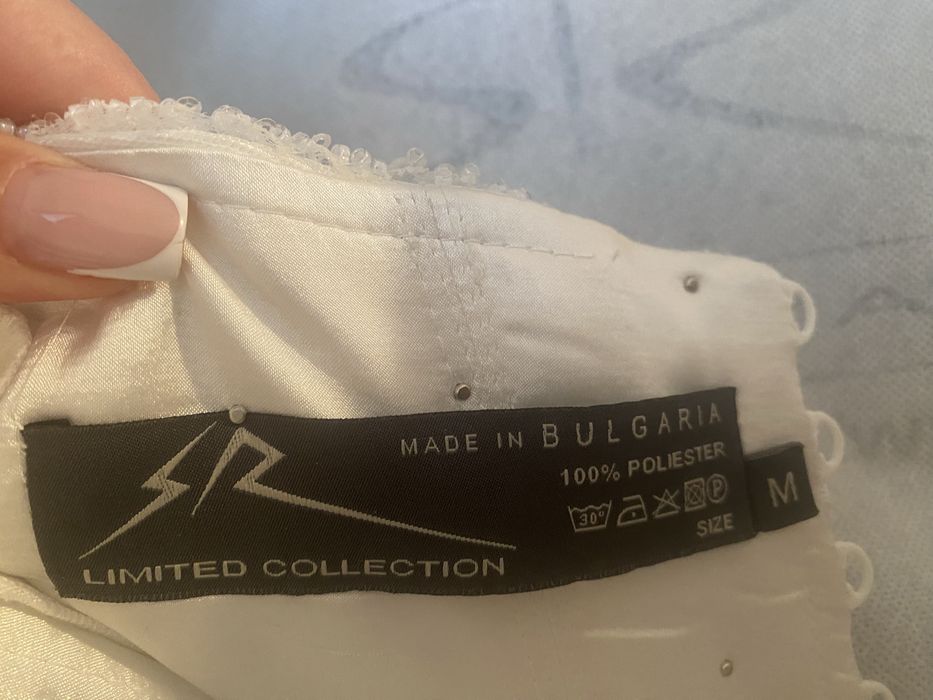 SR
LIMITED COLLECTION
MADE IN BULGARIA
100% POLIESTER
30° P
SIZE
M